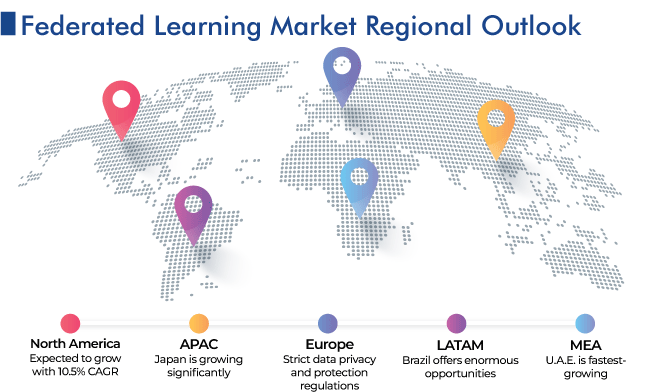 Federated Learning Market Regional Outlook
North America
Expected to grow
with 10.5% CAGR
APAC
Japan is growing
significantly
Europe
Strict data privacy
and protection
regulations
LATAM
Brazil offers enormous
opportunities
MEA
U.A.E. is fastest-
growing